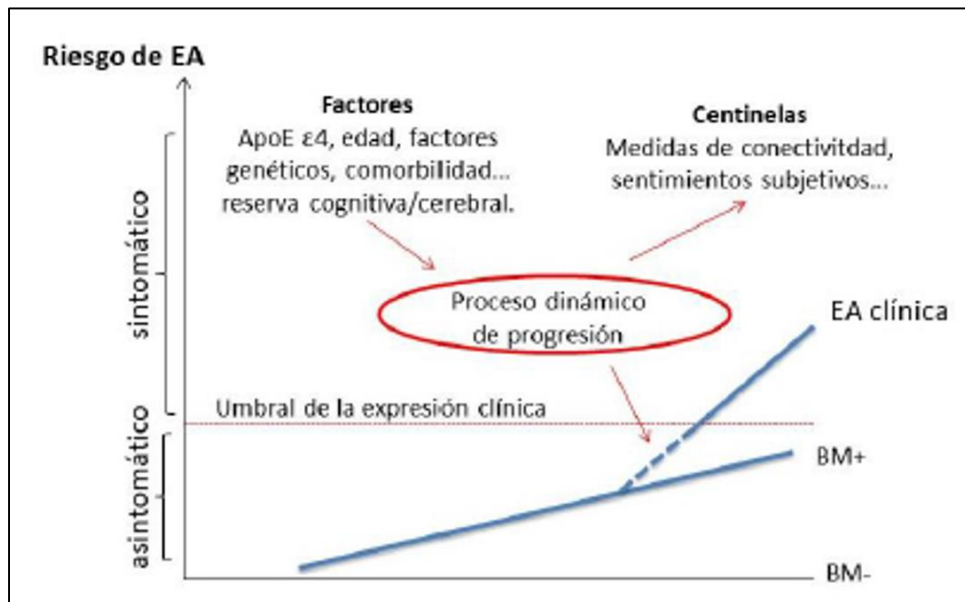 Riesgo de EA
Factores
ApoE ε4, edad, factores
genéticos, comorbilidad...
reserva cognitiva/cerebral.
Centinelas
Medidas de conectivitdad,
sentimientos subjetivos...
sintomático
Proceso dinámico
de progresión
EA clínica
Umbral de la expresión clínica
asintomático
BM+
BM-